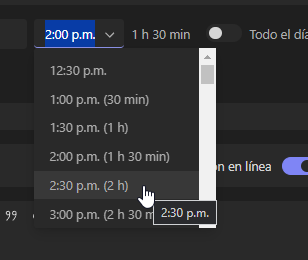 2:00 p.m. 1 h 30 min Todo el día
12:30 p.m.
1:00 p.m. (30 min)
1:30 p.m. (1 h)
2:00 p.m. (1 h 30 min)
ón en línea
2:30 p.m. (2 h)
3:00 p.m. (2 h 30 m
2:30 p.m.